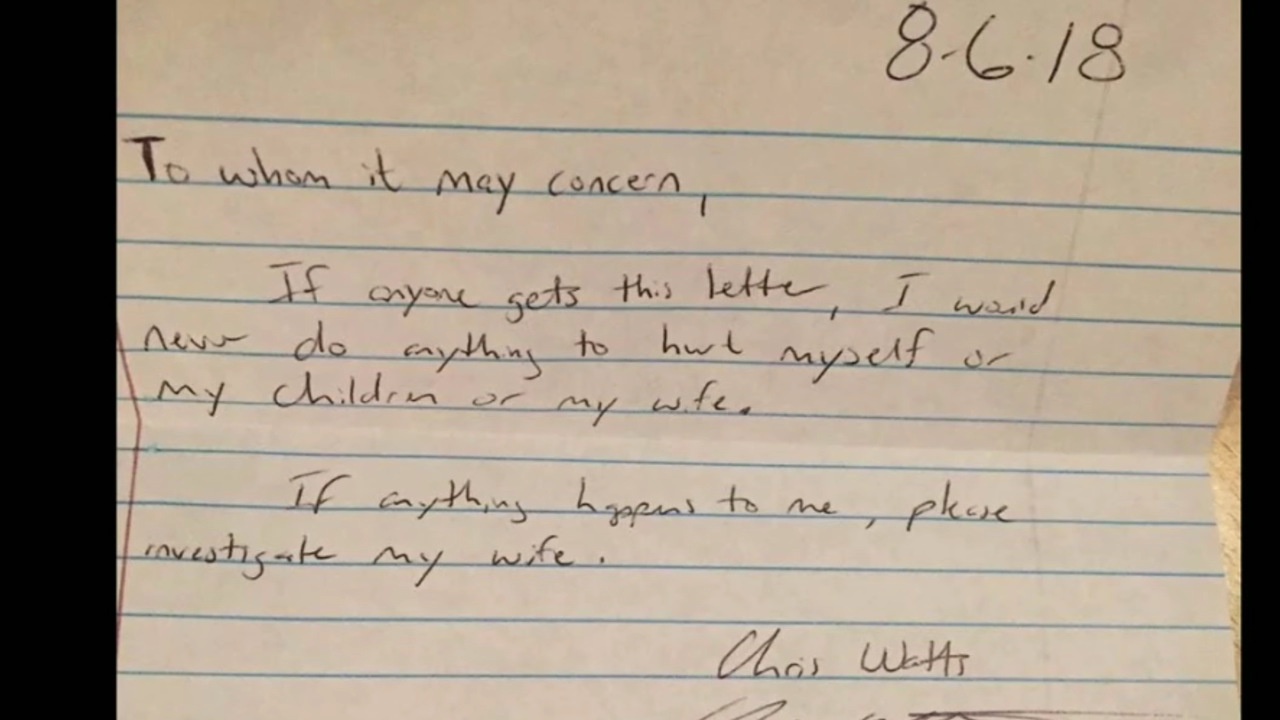 8-6-18
To whom it may concern,
If anyone gets this letter, I would
never do anything to hurt myself or
my children or my wife.
If anything happens to me, please
investigate my wife.
Chris Watts